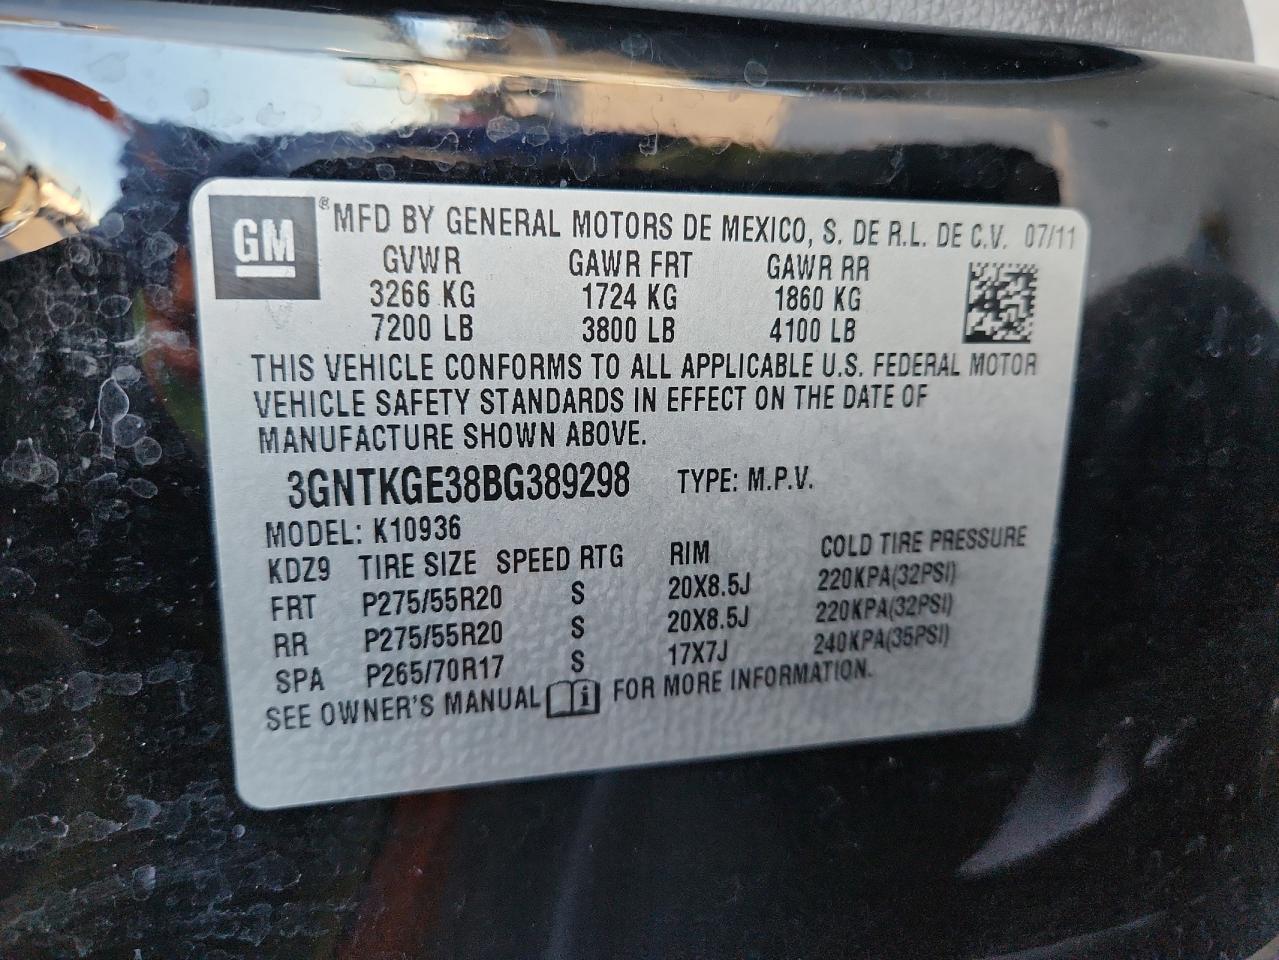 GM ® MFD BY GENERAL MOTORS DE MEXICO, S. DE R.L. DE C.V. 07/11
GVWR GAWR FRT GAWR RR
3266 KG 1724 KG 1860 KG
7200 LB 3800 LB 4100 LB
THIS VEHICLE CONFORMS TO ALL APPLICABLE U.S. FEDERAL MOTOR
VEHICLE SAFETY STANDARDS IN EFFECT ON THE DATE OF
MANUFACTURE SHOWN ABOVE.
3GNTKGE38BG389298 TYPE: M.P.V.
MODEL: K10936
KDZ9 TIRE SIZE SPEED RTG RIM COLD TIRE PRESSURE
FRT P275/55R20 S 20X8.5J 220KPA(32PSI)
RR P275/55R20 S 20X8.5J 220KPA(32PSI)
SPA P265/70R17 S 17X7J 240KPA(35PSI)
SEE OWNER'S MANUAL i FOR MORE INFORMATION.